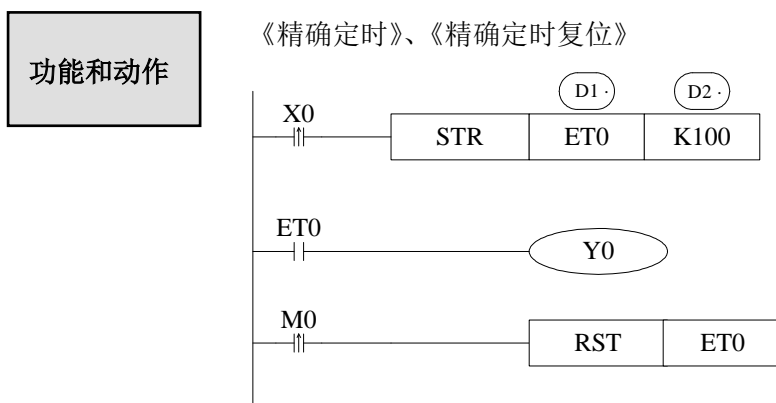 功能和动作
《精确定时》、《精确定时复位》
D1· D2·
X0
STR ET0 K100
ET0
Y0
M0
RST ET0